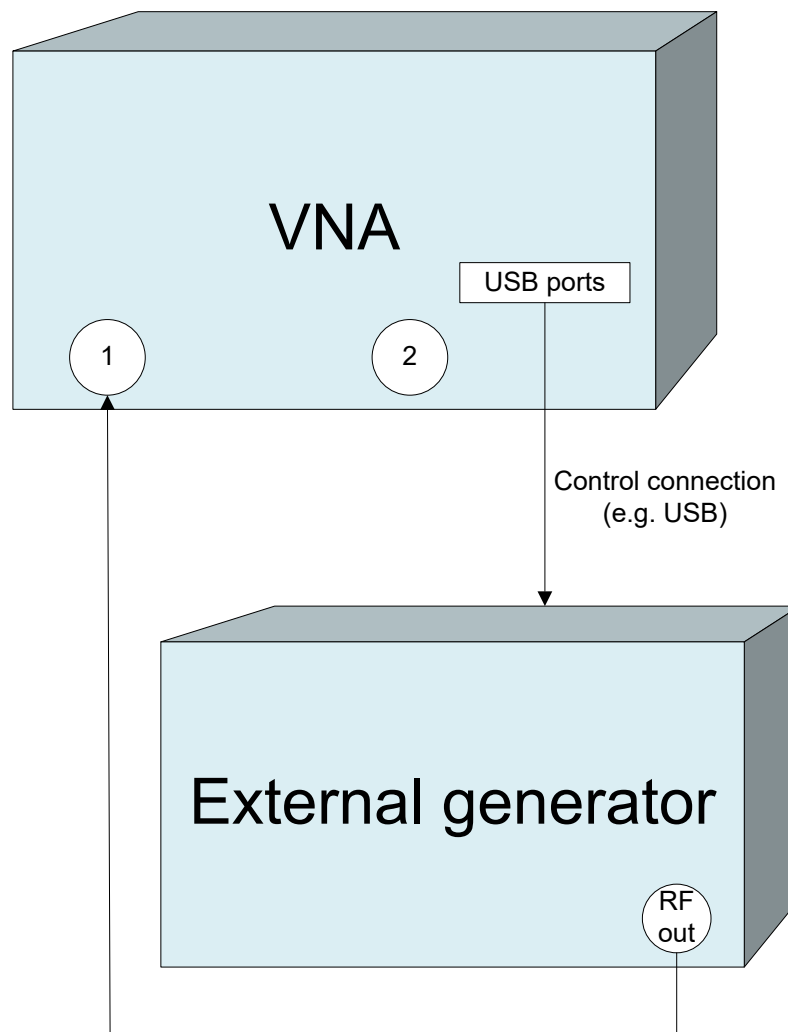 VNA
USB ports
1
2
Control connection
(e.g. USB)
External generator
RF
out